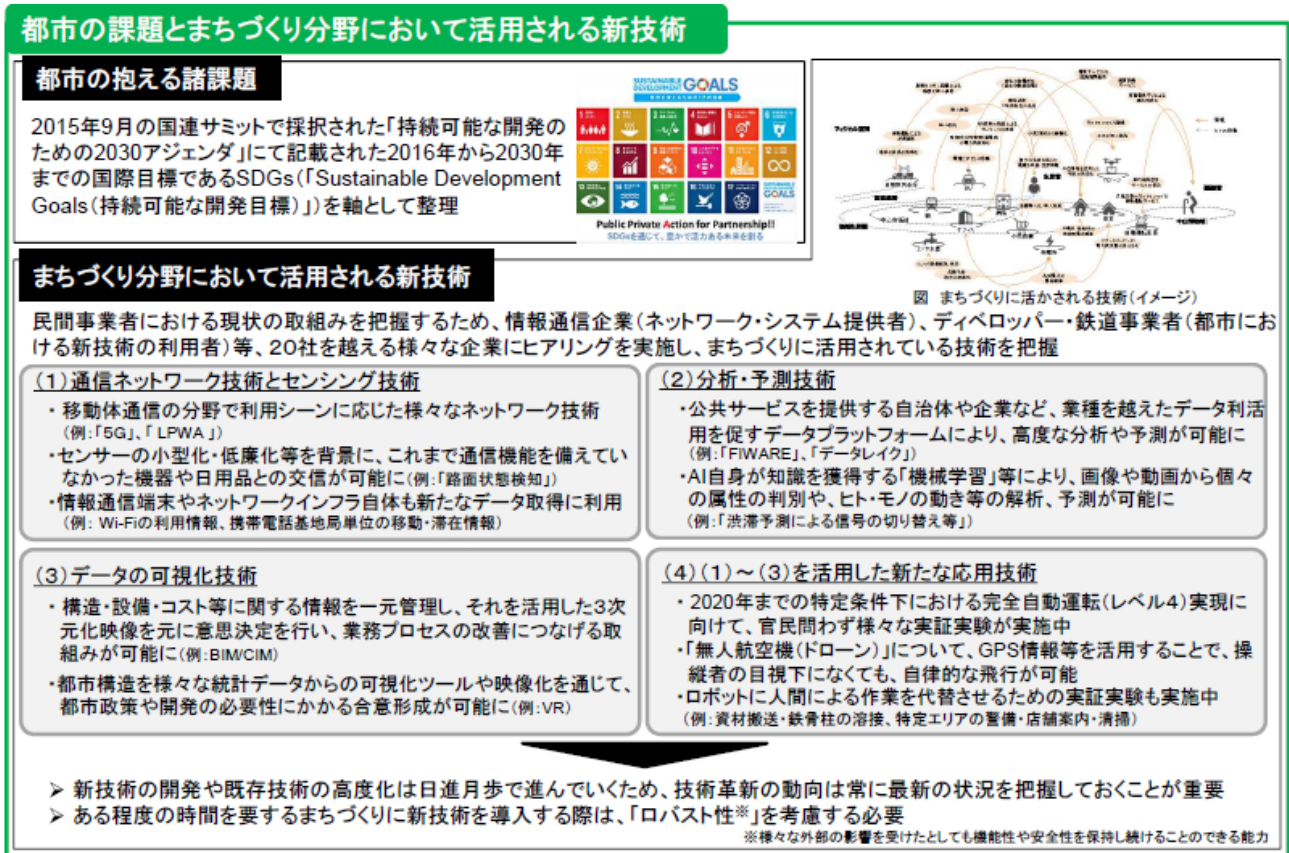 都市の課題とまちづくり分野において活用される新技術
都市の抱える諸課題
2015年9月の国連サミットで採択された「持続可能な開発の
ための2030アジェンダ」にて記載された2016年から2030年
までの国際目標であるSDGs(「Sustainable Development
Goals(持続可能な開発目標)」)を軸として整理
SUSTAINABLE DEVELOPMENT GOALS
Public Private Action for Partnership!!
SDGsを通じて、豊かで活力ある未来を創る
図 まちづくりに活かされる技術(イメージ)
まちづくり分野において活用される新技術
民間事業者における現状の取組みを把握するため、情報通信企業(ネットワーク・システム提供者)、ディベロッパー・鉄道事業者(都市にお
ける新技術の利用者)等、20社を越える様々な企業にヒアリングを実施し、まちづくりに活用されている技術を把握
(1)通信ネットワーク技術とセンシング技術
・移動体通信の分野で利用シーンに応じた様々なネットワーク技術
(例:「5G」、「 LPWA 」)
・センサーの小型化・低廉化等を背景に、これまで通信機能を備えてい
なかった機器や日用品との交信が可能に(例:「路面状態検知」)
・情報通信端末やネットワークインフラ自体も新たなデータ取得に利用
(例: Wi-Fiの利用情報、携帯電話基地局単位の移動・滞在情報)
(2)分析・予測技術
・公共サービスを提供する自治体や企業など、業種を越えたデータ利活
用を促すデータプラットフォームにより、高度な分析や予測が可能に
(例:「FIWARE」、「データレイク」)
・AI自身が知識を獲得する「機械学習」等により、画像や動画から個々
の属性の判別や、ヒト・モノの動き等の解析、予測が可能に
(例:「渋滞予測による信号の切り替え等」)
(3)データの可視化技術
・構造・設備・コスト等に関する情報を一元管理し、それを活用した3次
元化映像を元に意思決定を行い、業務プロセスの改善につなげる取
組みが可能に(例:BIM/CIM)
・都市構造を様々な統計データからの可視化ツールや映像化を通じて、
都市政策や開発の必要性にかかる合意形成が可能に(例:VR)
(4)(1)~(3)を活用した新たな応用技術
・2020年までの特定条件下における完全自動運転(レベル4)実現に
向けて、官民問わず様々な実証実験が実施中
・「無人航空機(ドローン)」について、GPS情報等を活用することで、操
縦者の目視下になくても、自律的な飛行が可能
・ロボットに人間による作業を代替させるための実証実験も実施中
(例:資材搬送・鉄骨柱の溶接、特定エリアの警備・店舗案内・清掃)
➢ 新技術の開発や既存技術の高度化は日進月歩で進んでいくため、技術革新の動向は常に最新の状況を把握しておくことが重要
➢ ある程度の時間を要するまちづくりに新技術を導入する際は、「ロバスト性※」を考慮する必要
※様々な外部の影響を受けたとしても機能性や安全性を保持し続けることのできる能力